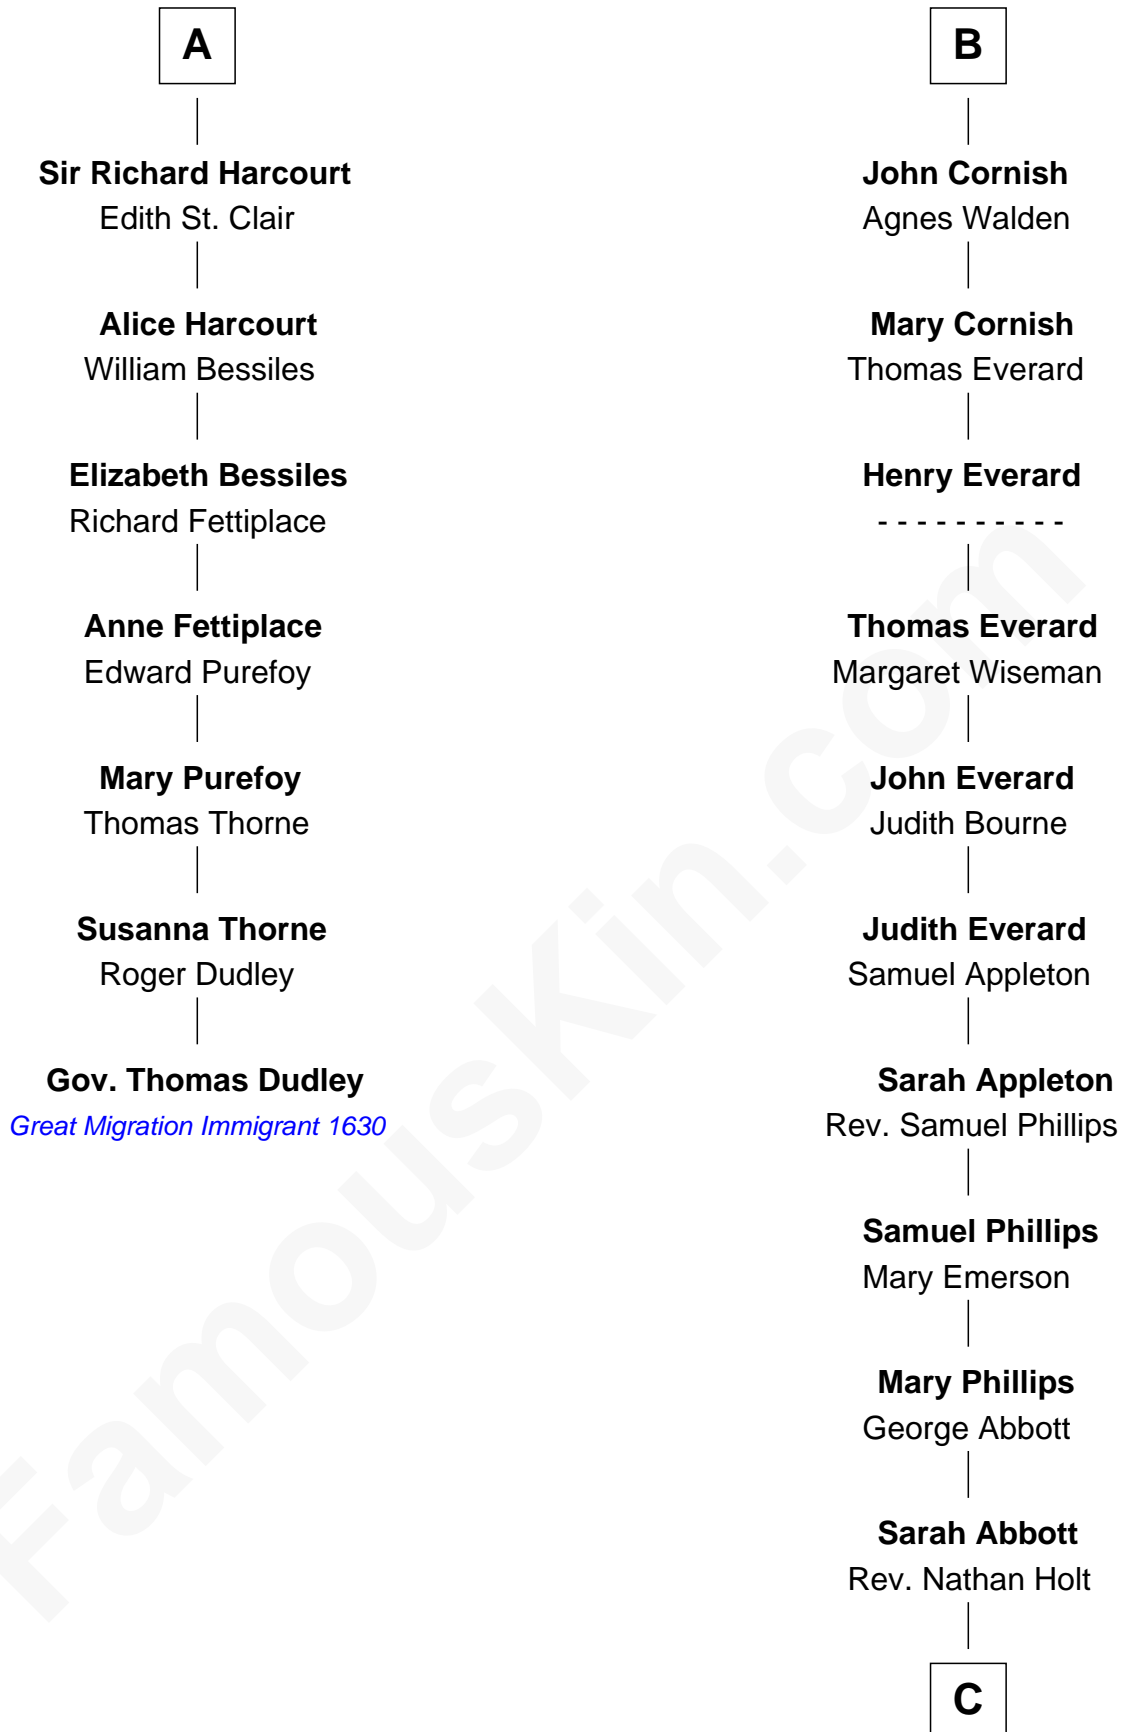 A
Sir Richard Harcourt
Edith St. Clair
Alice Harcourt
William Bessiles
Elizabeth Bessiles
Richard Fettiplace
Anne Fettiplace
Edward Purefoy
Mary Purefoy
Thomas Thorne
Susanna Thorne
Roger Dudley
Gov. Thomas Dudley
Great Migration Immigrant 1630
B
John Cornish
Agnes Walden
Mary Cornish
Thomas Everard
Henry Everard
- - - - - - - - - -
Thomas Everard
Margaret Wiseman
John Everard
Judith Bourne
Judith Everard
Samuel Appleton
Sarah Appleton
Rev. Samuel Phillips
Samuel Phillips
Mary Emerson
Mary Phillips
George Abbott
Sarah Abbott
Rev. Nathan Holt
C
FamousKin.com